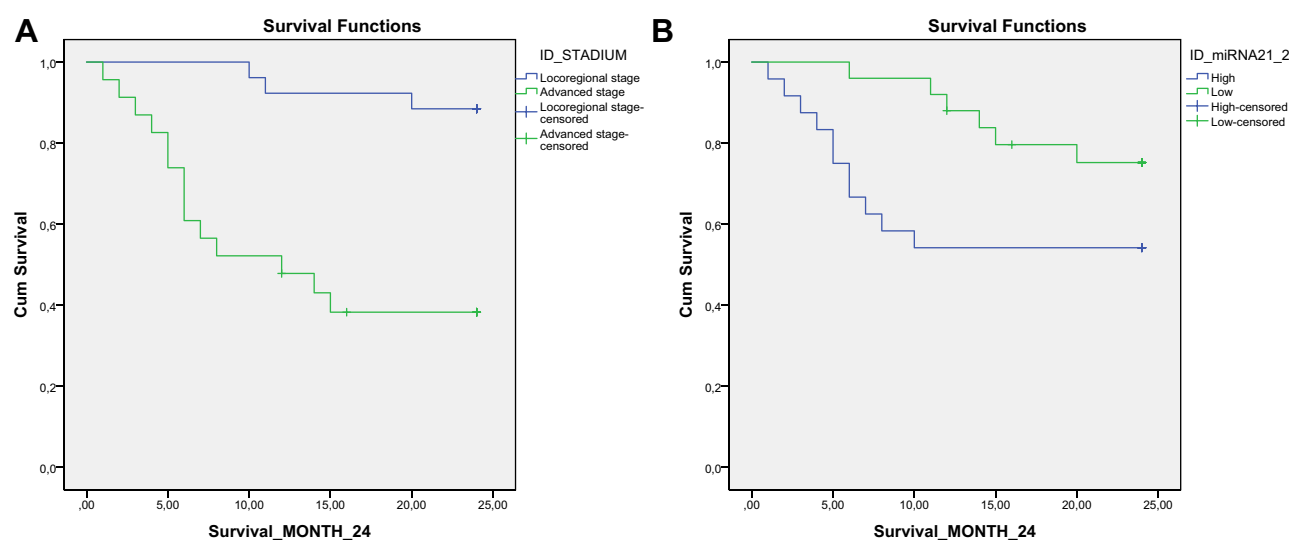 A
Survival Functions
Cum Survival
1,0
0,8
0,6
0,4
0,2
0,0
,00
5,00
10,00
15,00
20,00
25,00
Survival_MONTH_24
ID_STADIUM
Locoregional stage
Advanced stage
Locoregional stage-
censored
Advanced stage-
censored
B
Survival Functions
Cum Survival
1,0
0,8
0,6
0,4
0,2
0,0
,00
5,00
10,00
15,00
20,00
25,00
Survival_MONTH_24
ID_miRNA21_2
High
Low
High-censored
Low-censored